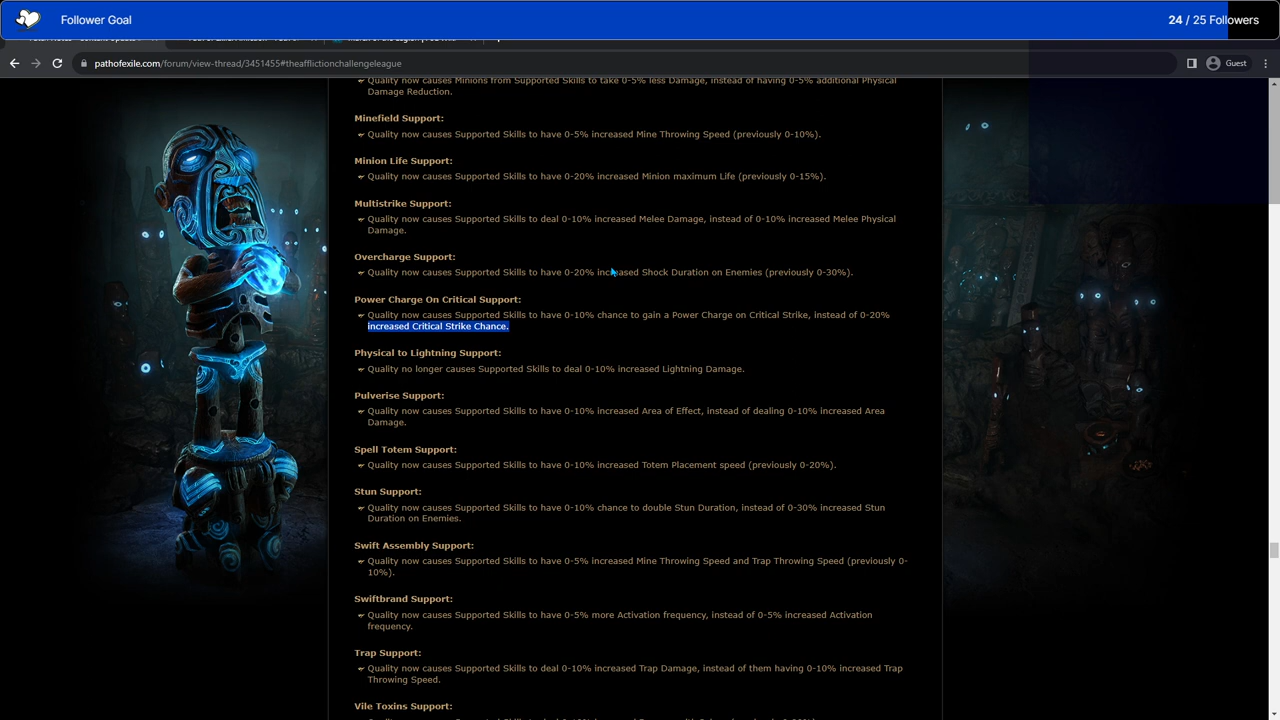 Follower Goal
24 / 25 Followers
pathofexile.com/forum/view-thread/3451455#theafflictionchallengeleague
Guest
Quality now causes Minions from Supported Skills to take 0-5% less Damage, instead of having 0-5% additional Physical
Damage Reduction.
Minefield Support:
Quality now causes Supported Skills to have 0-5% increased Mine Throwing Speed (previously 0-10%).
Minion Life Support:
Quality now causes Supported Skills to have 0-20% increased Minion maximum Life (previously 0-15%).
Multistrike Support:
Quality now causes Supported Skills to deal 0-10% increased Melee Damage, instead of 0-10% increased Melee Physical
Damage.
Overcharge Support:
Quality now causes Supported Skills to have 0-20% increased Shock Duration on Enemies (previously 0-30%).
Power Charge On Critical Support:
Quality now causes Supported Skills to have 0-10% chance to gain a Power Charge on Critical Strike, instead of 0-20%
increased Critical Strike Chance.
Physical to Lightning Support:
Quality no longer causes Supported Skills to deal 0-10% increased Lightning Damage.
Pulverise Support:
Quality now causes Supported Skills to have 0-10% increased Area of Effect, instead of dealing 0-10% increased Area
Damage.
Spell Totem Support:
Quality now causes Supported Skills to have 0-10% increased Totem Placement speed (previously 0-20%).
Stun Support:
Quality now causes Supported Skills to have 0-10% chance to double Stun Duration, instead of 0-30% increased Stun
Duration on Enemies.
Swift Assembly Support:
Quality now causes Supported Skills to have 0-5% increased Mine Throwing Speed and Trap Throwing Speed (previously 0-
10%).
Swiftbrand Support:
Quality now causes Supported Skills to have 0-5% more Activation frequency, instead of 0-5% increased Activation
frequency.
Trap Support:
Quality now causes Supported Skills to deal 0-10% increased Trap Damage, instead of them having 0-10% increased Trap
Throwing Speed.
Vile Toxins Support: